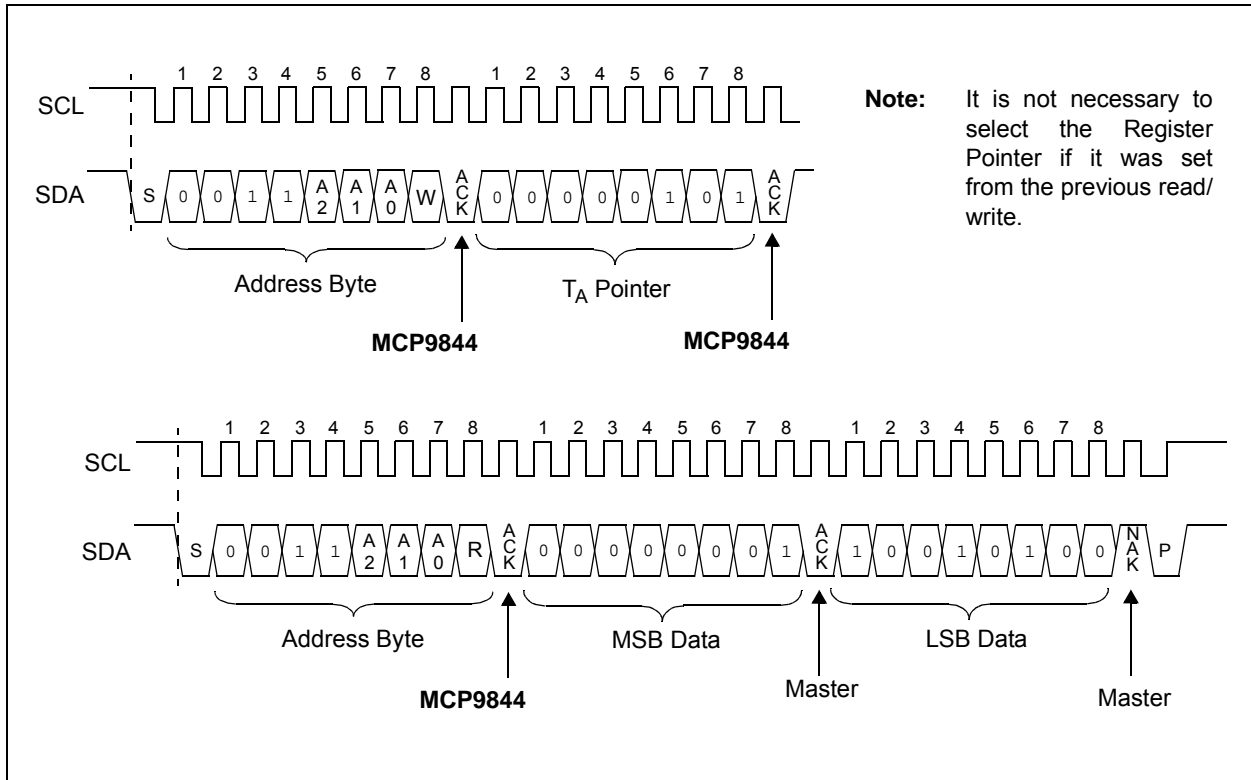 1 2 3 4 5 6 7 8 1 2 3 4 5 6 7 8
SCL
SDA
S 0 0 1 1 A2 A1 A0 W ACK 0 0 0 0 0 1 0 1 ACK
Address Byte
TA Pointer
MCP9844
MCP9844
Note: It is not necessary to
select the Register
Pointer if it was set
from the previous read/
write.
1 2 3 4 5 6 7 8 1 2 3 4 5 6 7 8 1 2 3 4 5 6 7 8
SCL
SDA
S 0 0 1 1 A2 A1 A0 R ACK 0 0 0 0 0 0 0 1 ACK 1 0 0 1 0 1 0 0 NAK P
Address Byte
MSB Data
LSB Data
MCP9844
Master
Master